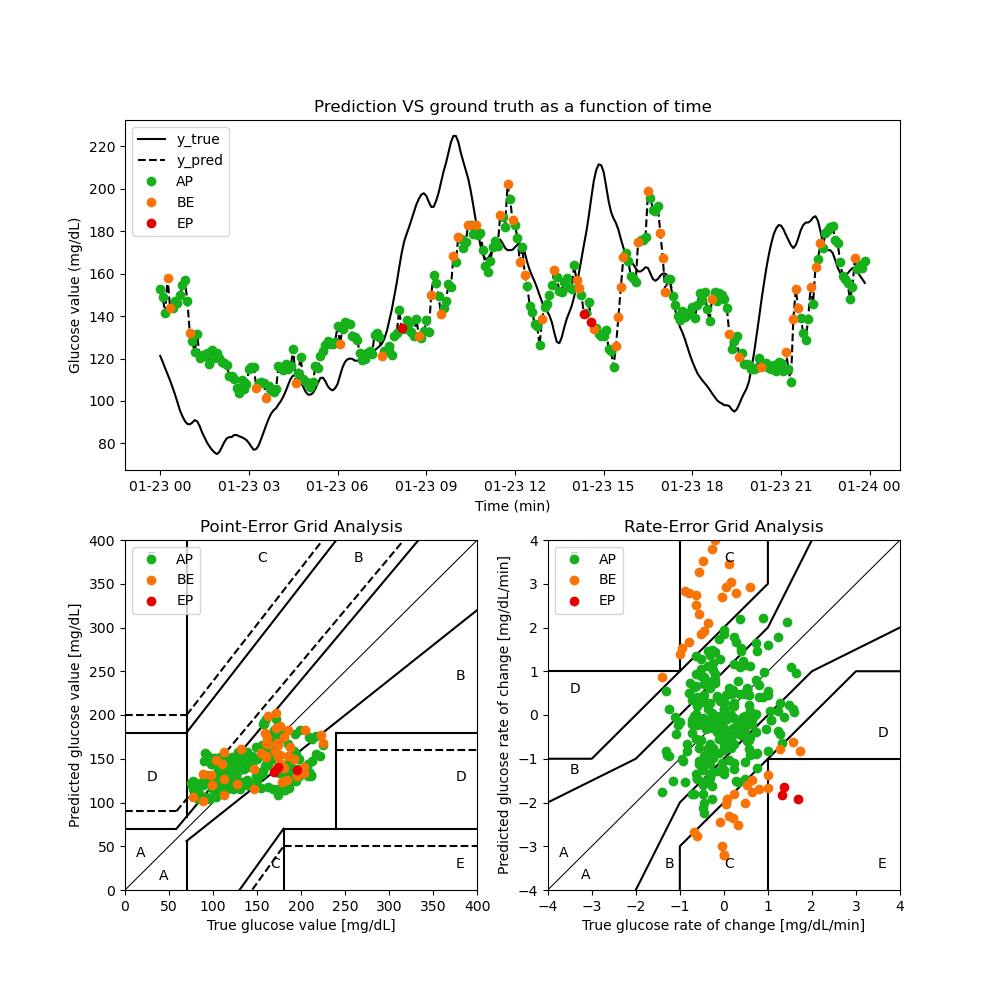 Prediction VS ground truth as a function of time
Glucose value (mg/dL)
220
200
180
160
140
120
100
80
y_true
y_pred
AP
BE
EP
01-23 00 01-23 03 01-23 06 01-23 09 01-23 12 01-23 15 01-23 18 01-23 21 01-24 00
Time (min)
Point-Error Grid Analysis
Predicted glucose value [mg/dL]
400
350
300
250
200
150
100
50
0
AP
BE
EP
C
B
B
D
D
A
A
C
E
0 50 100 150 200 250 300 350 400
True glucose value [mg/dL]
Rate-Error Grid Analysis
Predicted glucose rate of change [mg/dL/min]
4
3
2
1
0
−1
−2
−3
−4
AP
BE
EP
C
D
D
B
A
A
B
C
E
−4 −3 −2 −1 0 1 2 3 4
True glucose rate of change [mg/dL/min]